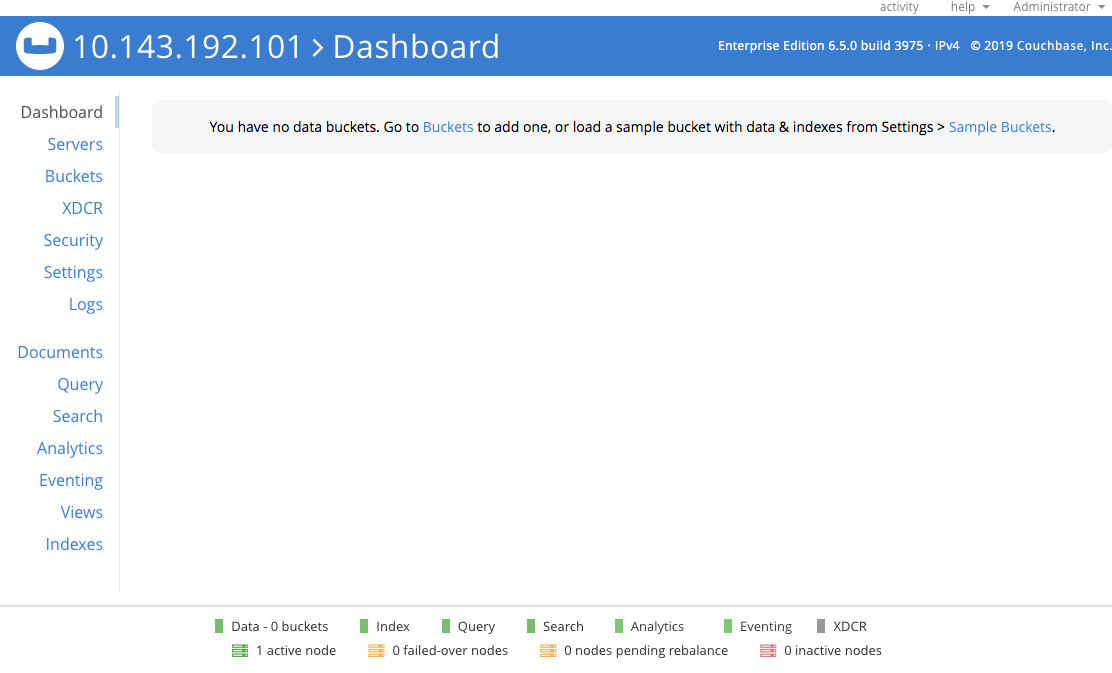 activity help Administrator
10.143.192.101 > Dashboard
Enterprise Edition 6.5.0 build 3975 · IPv4 © 2019 Couchbase, Inc.
Dashboard
Servers
Buckets
XDCR
Security
Settings
Logs
Documents
Query
Search
Analytics
Eventing
Views
Indexes
You have no data buckets. Go to Buckets to add one, or load a sample bucket with data & indexes from Settings > Sample Buckets.
Data - 0 buckets Index Query Search Analytics Eventing XDCR
1 active node 0 failed-over nodes 0 nodes pending rebalance 0 inactive nodes